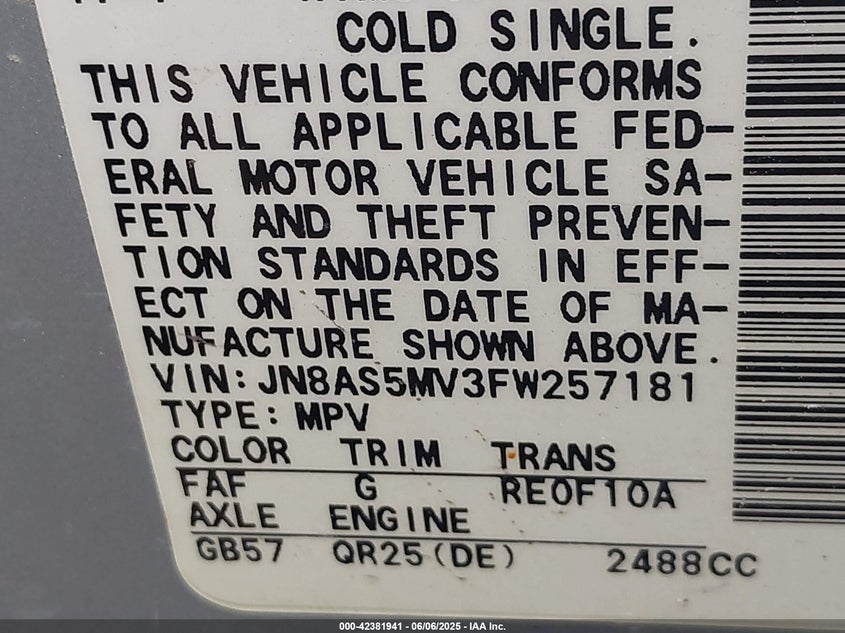 COLD SINGLE.
THIS VEHICLE CONFORMS
TO ALL APPLICABLE FED-
ERAL MOTOR VEHICLE SA-
FETY AND THEFT PREVEN-
TION STANDARDS IN EFF-
ECT ON THE DATE OF MA-
NUFACTURE SHOWN ABOVE.
VIN: JN8AS5MV3FW257181
TYPE: MPV
COLOR TRIM TRANS
FAF G RE0F10A
AXLE ENGINE
GB57 QR25(DE) 2488CC
000-42381941 - 06/06/2025 - IAA Inc.